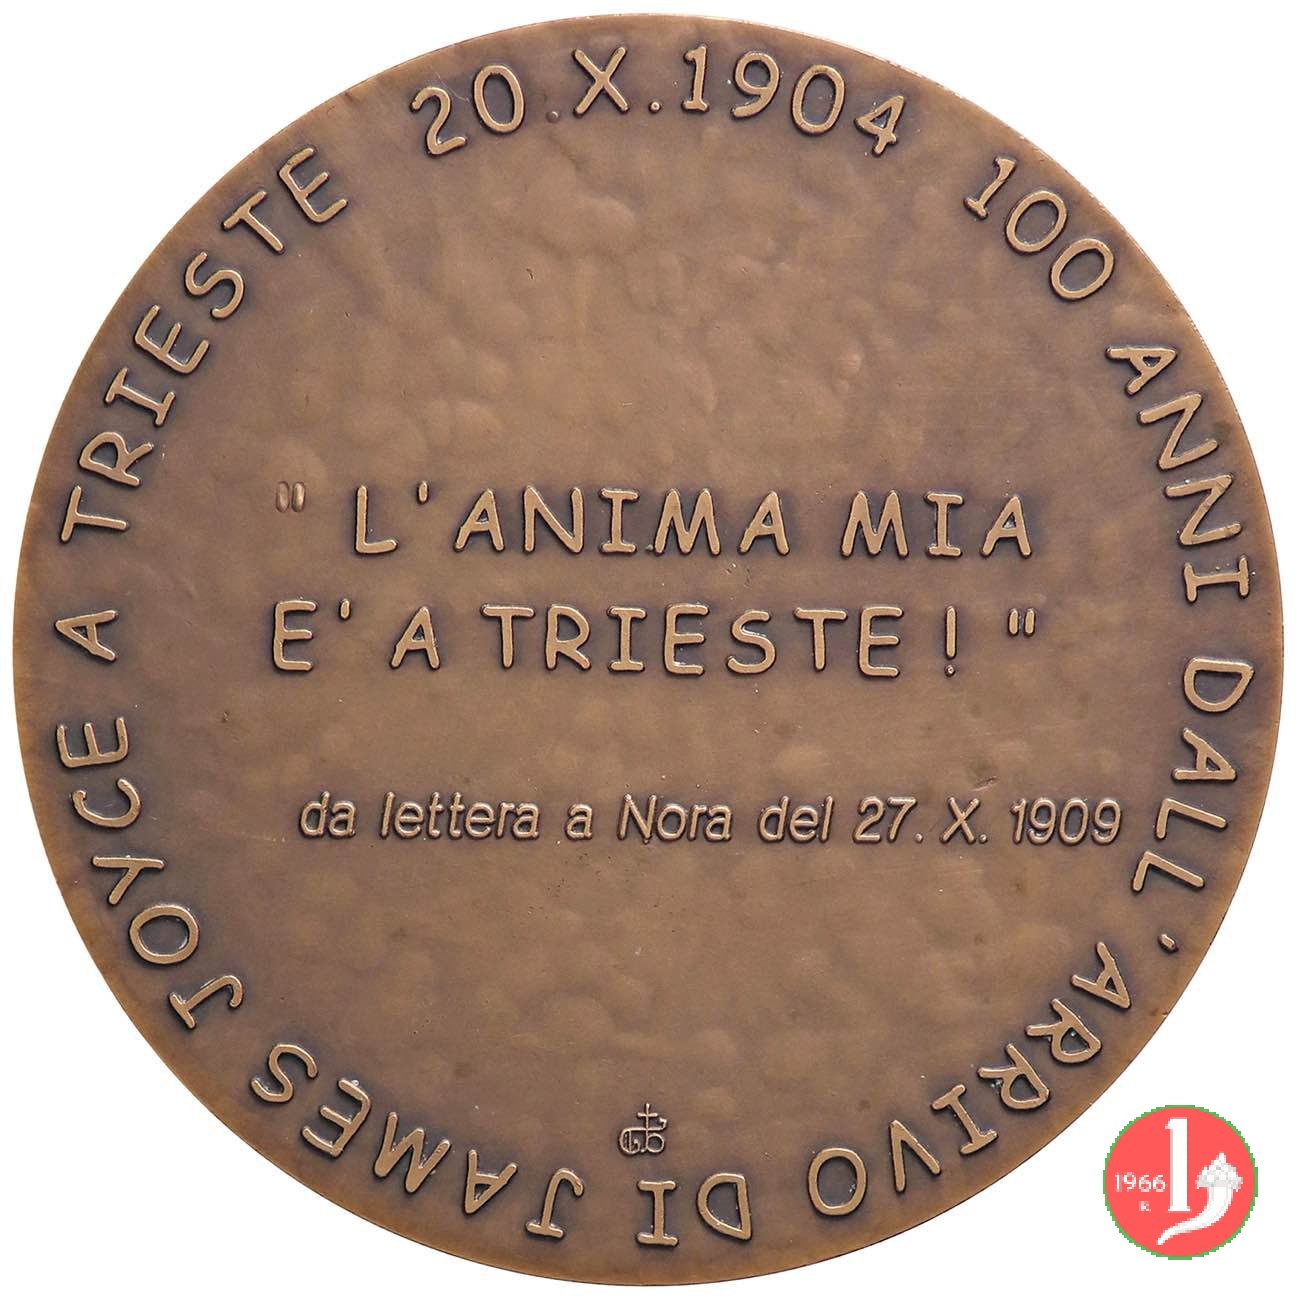 20.X.1904 100 ANNI DALL'ARRIVO DI JAMES JOYCE A TRIESTE
"L'ANIMA MIA
E' A TRIESTE!"
da lettera a Nora del 27. X. 1909
1966 1
R